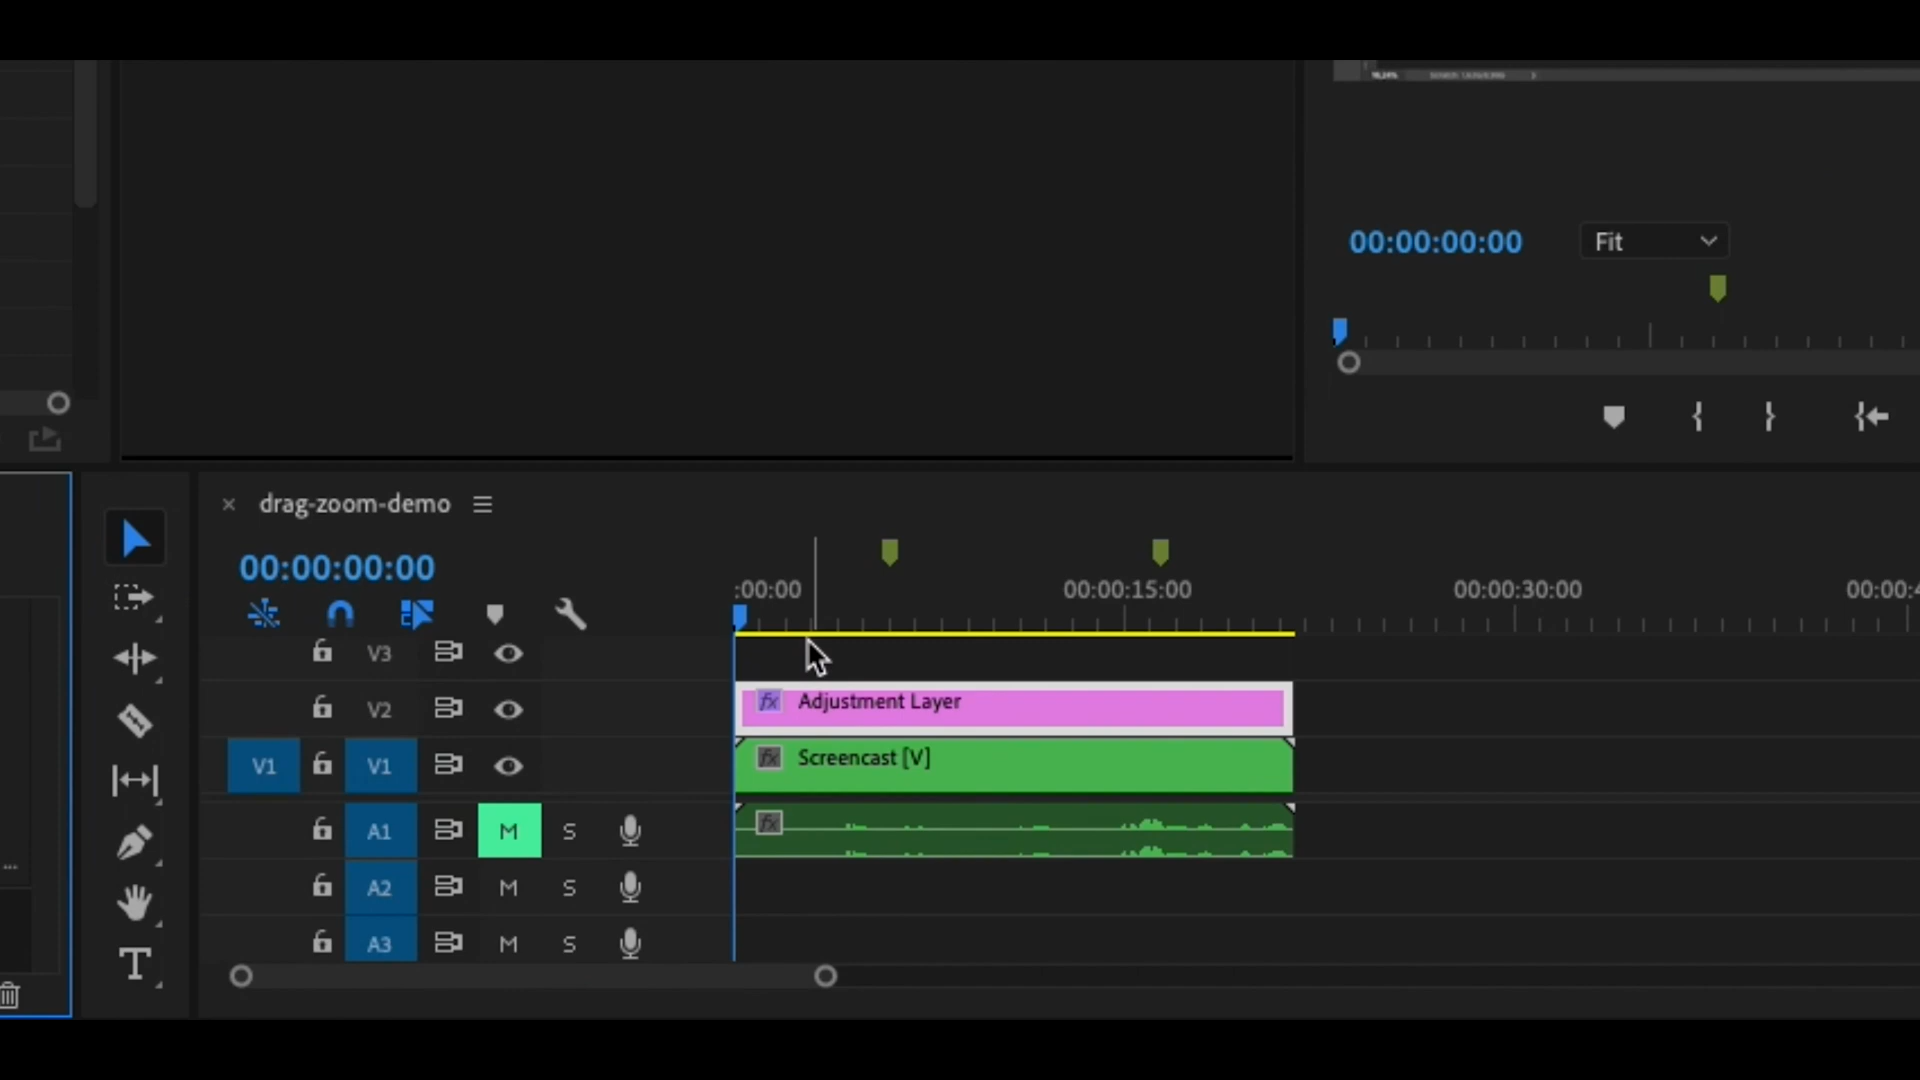 00:00:00:00 Fit
drag-zoom-demo
00:00:00:00
:00:00 00:00:15:00 00:00:30:00 00:00:4
V3
V2 fx Adjustment Layer
V1 V1 fx Screencast [V]
A1 M S fx
A2 M S
A3 M S
T